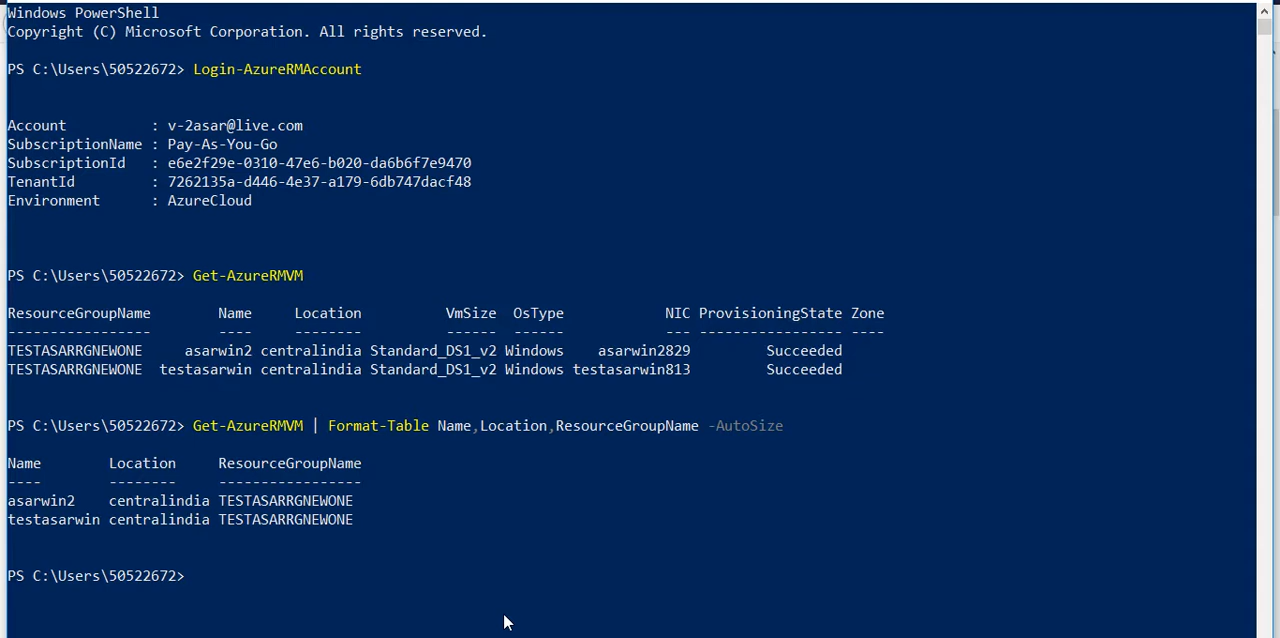 Windows PowerShell
Copyright (C) Microsoft Corporation. All rights reserved.
PS C:\Users\50522672> Login-AzureRMAccount
Account          : v-2asar@live.com
SubscriptionName : Pay-As-You-Go
SubscriptionId   : e6e2f29e-0310-47e6-b020-da6b6f7e9470
TenantId         : 7262135a-d446-4e37-a179-6db747dacf48
Environment      : AzureCloud
PS C:\Users\50522672> Get-AzureRMVM
ResourceGroupName        Name     Location          VmSize  OsType            NIC ProvisioningState Zone
-----------------        ----     --------          ------  ------            --- ----------------- ----
TESTASARRGNEWONE     asarwin2 centralindia Standard_DS1_v2 Windows    asarwin2829         Succeeded
TESTASARRGNEWONE  testasarwin centralindia Standard_DS1_v2 Windows testasarwin813         Succeeded
PS C:\Users\50522672> Get-AzureRMVM | Format-Table Name,Location,ResourceGroupName -AutoSize
Name        Location     ResourceGroupName
----        --------     -----------------
asarwin2    centralindia TESTASARRGNEWONE
testasarwin centralindia TESTASARRGNEWONE
PS C:\Users\50522672>